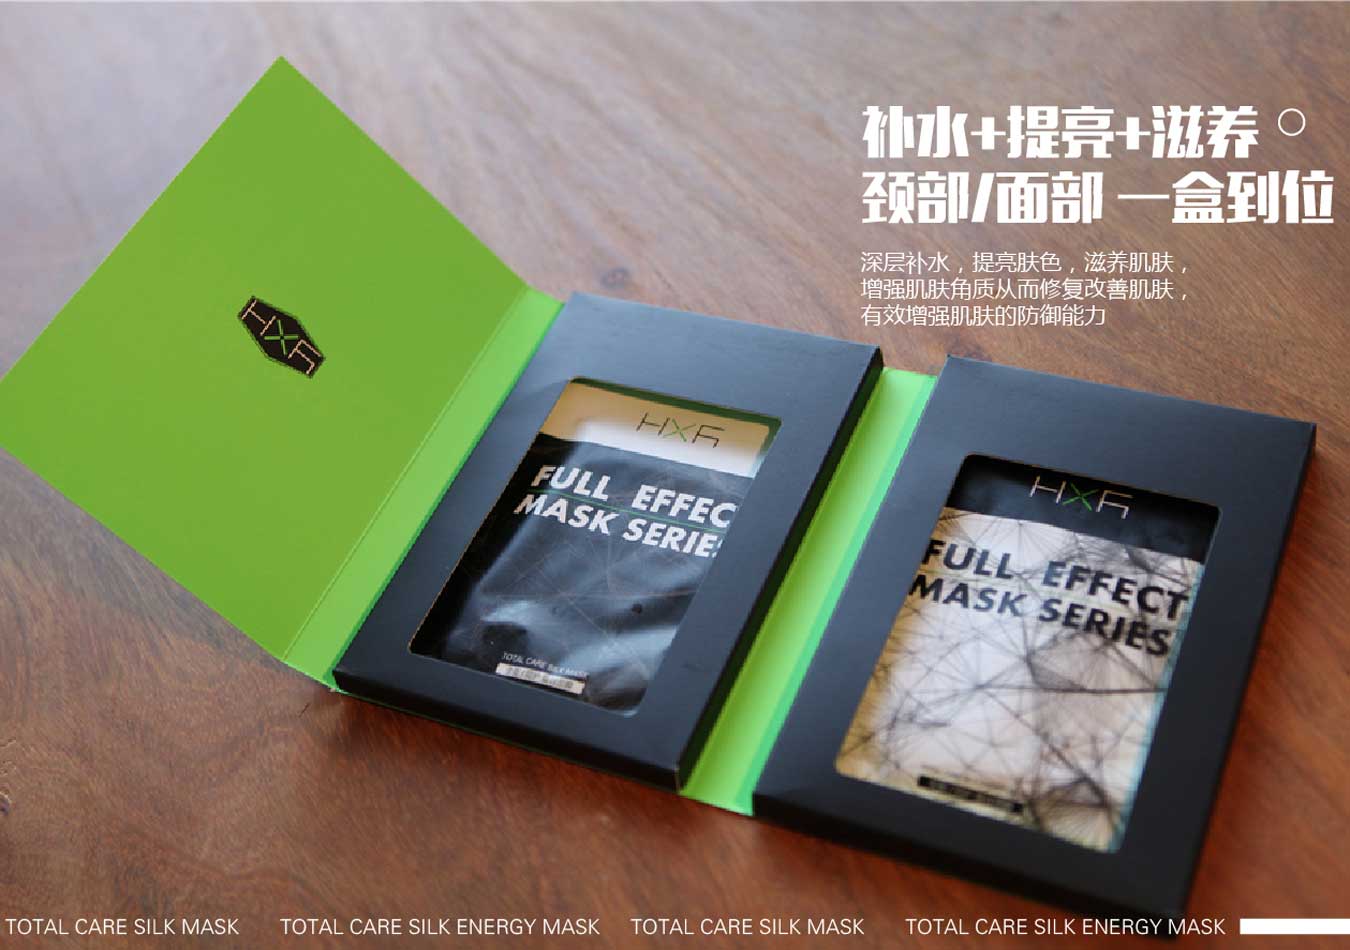 补水+提亮+滋养
颈部/面部 一盒到位
深层补水，提亮肤色，滋养肌肤，
增强肌肤角质从而修复改善肌肤，
有效增强肌肤的防御能力
FULL EFFEC
MASK SERIES
TOTAL CARE SILK MASK
FULL EFFECT
MASK SERIES
TOTAL CARE SILK MASK TOTAL CARE SILK ENERGY MASK TOTAL CARE SILK MASK TOTAL CARE SILK ENERGY MASK